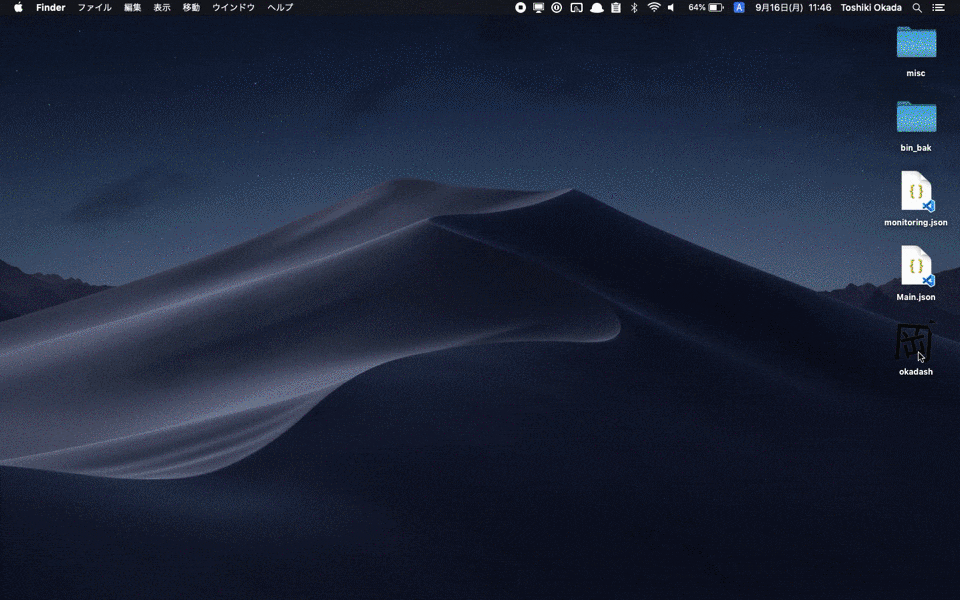 Finder ファイル 編集 表示 移動 ウインドウ ヘルプ 64% A 9月16日(月) 11:46 Toshiki Okada
misc
bin_bak
{ }
monitoring.json
{ }
Main.json
岡
okadash